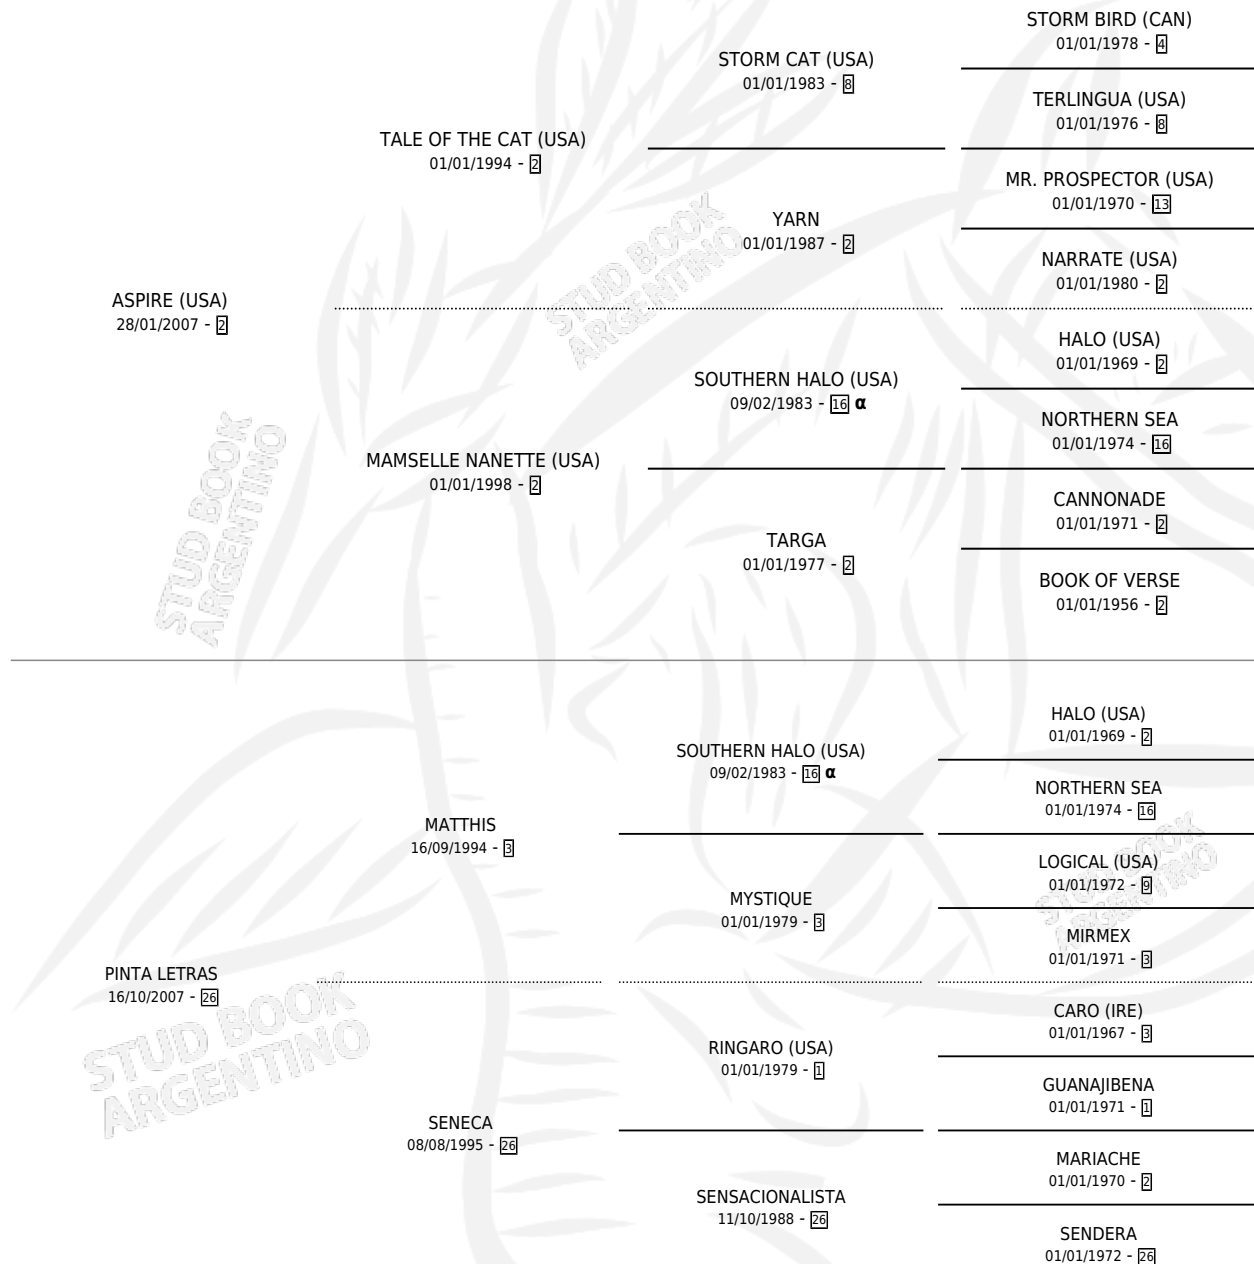 STORM BIRD (CAN)
01/01/1978 - 4
STORM CAT (USA)
01/01/1983 - 8
TERLINGUA (USA)
01/01/1976 - 8
TALE OF THE CAT (USA)
01/01/1994 - 2
MR. PROSPECTOR (USA)
01/01/1970 - 13
YARN
01/01/1987 - 2
NARRATE (USA)
01/01/1980 - 2
STUD BOOK
ARGENTINO
ASPIRE (USA)
28/01/2007 - 2
HALO (USA)
01/01/1969 - 2
SOUTHERN HALO (USA)
09/02/1983 - 16 α
NORTHERN SEA
01/01/1974 - 16
MAMSELLE NANETTE (USA)
01/01/1998 - 2
CANNONADE
01/01/1971 - 2
TARGA
01/01/1977 - 2
BOOK OF VERSE
01/01/1956 - 2
STUD BOOK
ARGENTINO
HALO (USA)
01/01/1969 - 2
SOUTHERN HALO (USA)
09/02/1983 - 16 α
NORTHERN SEA
01/01/1974 - 16
MATTHIS
16/09/1994 - 3
LOGICAL (USA)
01/01/1972 - 9
MYSTIQUE
01/01/1979 - 3
MIRMEX
01/01/1971 - 3
STUD BOOK
ARGENTINO
PINTA LETRAS
16/10/2007 - 26
CARO (IRE)
01/01/1967 - 3
RINGARO (USA)
01/01/1979 - 1
GUANAJIBENA
01/01/1971 - 1
STUD BOOK
ARGENTINO
SENECA
08/08/1995 - 26
MARIACHE
01/01/1970 - 2
SENSACIONALISTA
11/10/1988 - 26
SENDERA
01/01/1972 - 26